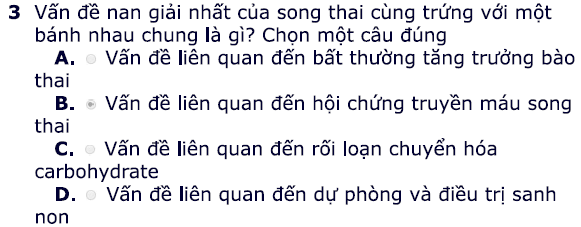 3 Vấn đề nan giải nhất của song thai cùng trứng với một
bánh nhau chung là gì? Chọn một câu đúng
A. Vấn đề liên quan đến bất thường tăng trưởng bào
thai
B. Vấn đề liên quan đến hội chứng truyền máu song
thai
C. Vấn đề liên quan đến rối loạn chuyển hóa
carbohydrate
D. Vấn đề liên quan đến dự phòng và điều trị sanh
non